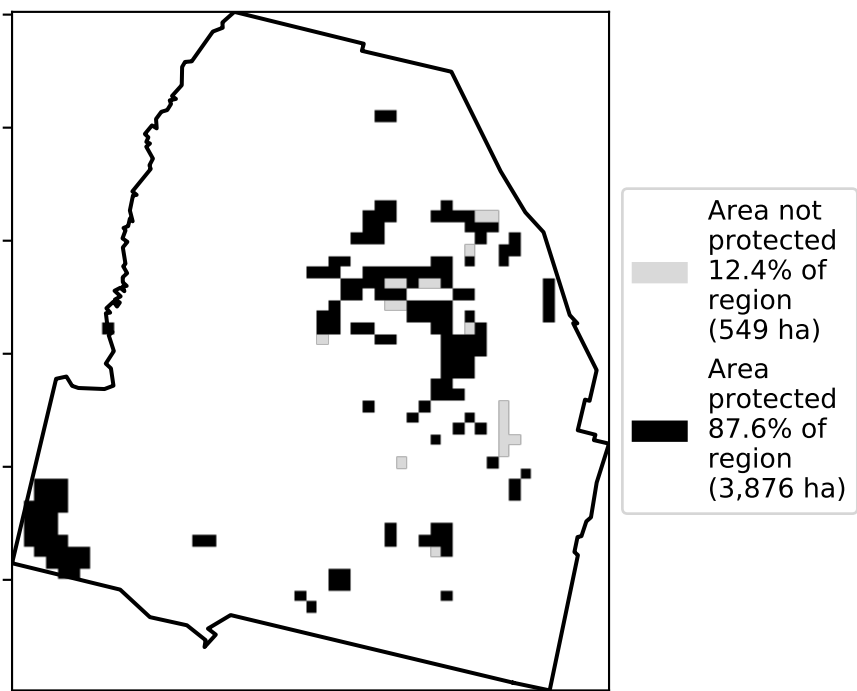 Area not
protected
12.4% of
region
(549 ha)
Area
protected
87.6% of
region
(3,876 ha)